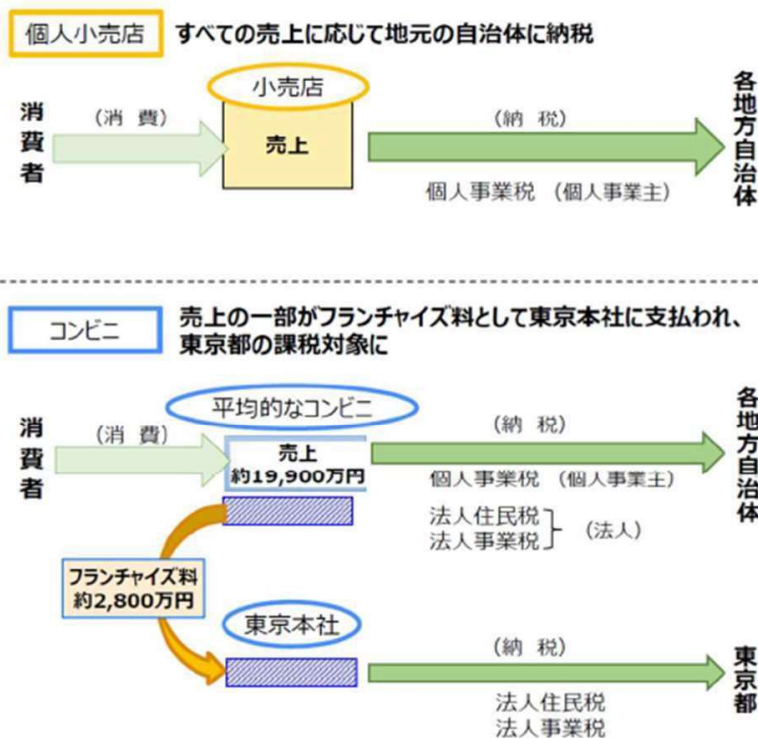 個人小売店
すべての売上に応じて地元の自治体に納税
小売店
消費者
(消 費)
売上
(納 税)
個人事業税 (個人事業主)
各地方自治体
コンビニ
売上の一部がフランチャイズ料として東京本社に支払われ、
東京都の課税対象に
平均的なコンビニ
消費者
(消 費)
売上
約19,900万円
(納 税)
個人事業税 (個人事業主)
法人住民税
法人事業税
(法人)
各地方自治体
フランチャイズ料
約2,800万円
東京本社
(納 税)
法人住民税
法人事業税
東京都